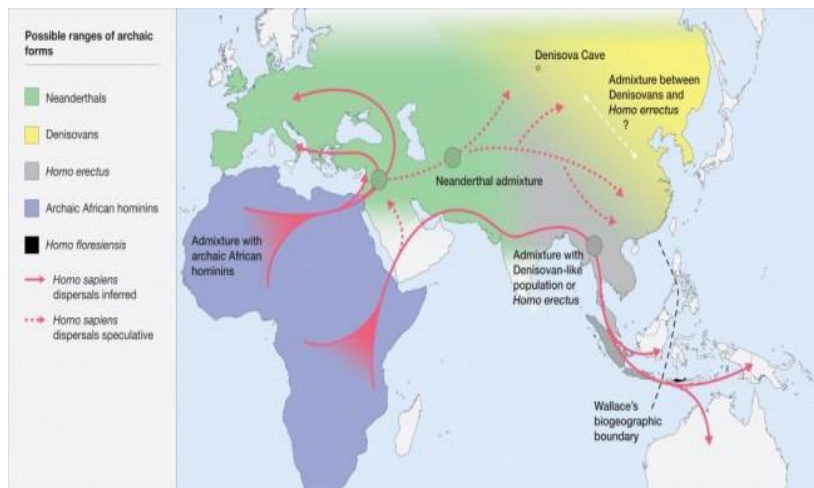 Possible ranges of archaic
forms
Neanderthals
Denisovans
Homo erectus
Archaic African hominins
Homo floresiensis
Homo sapiens
dispersals inferred
Homo sapiens
dispersals speculative
Denisova Cave
Admixture between
Denisovans and
Homo errectus
?
Neanderthal admixture
Admixture with
archaic African
hominins
Admixture with
Denisovan-like
population or
Homo erectus
Wallace's
biogeographic
boundary